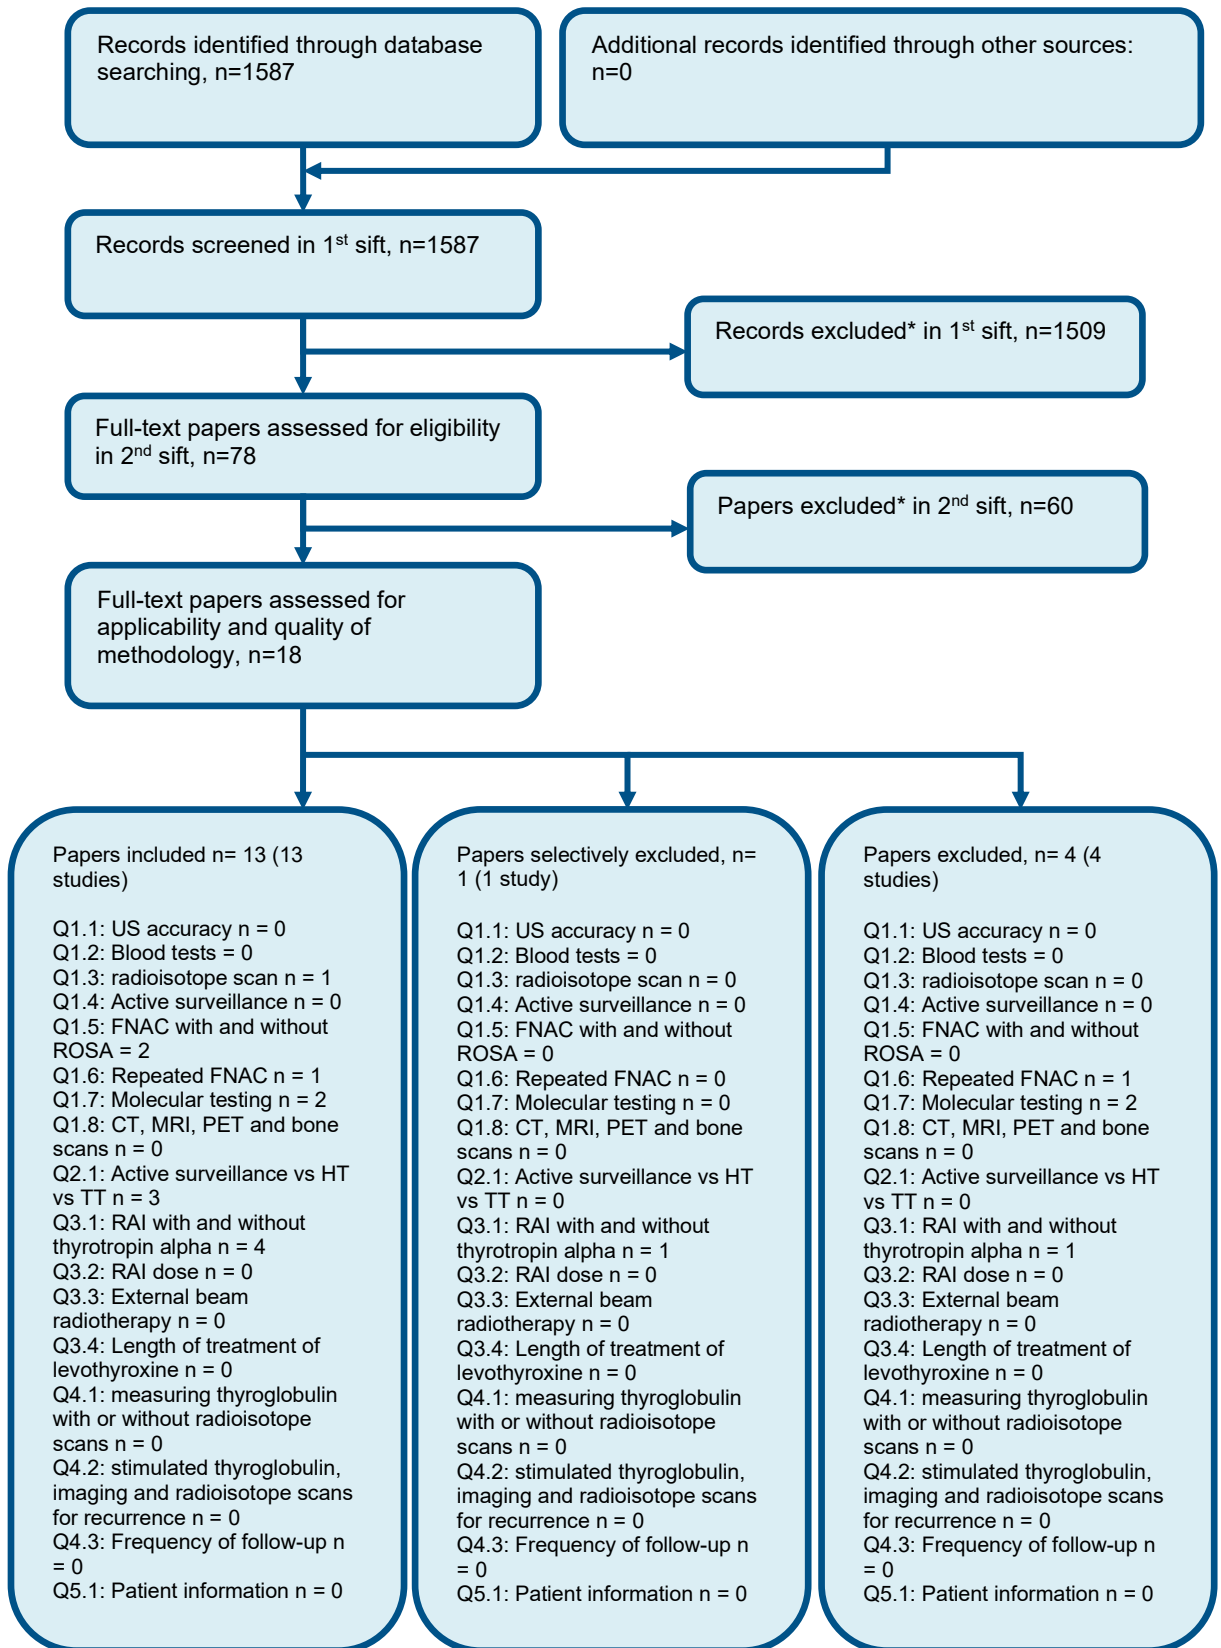 Records identified through database
searching, n=1587
Additional records identified through other sources:
n=0
Records screened in 1st sift, n=1587
Records excluded* in 1st sift, n=1509
Full-text papers assessed for eligibility
in 2nd sift, n=78
Papers excluded* in 2nd sift, n=60
Full-text papers assessed for
applicability and quality of
methodology, n=18
Papers included n= 13 (13
studies)
Q1.1: US accuracy n = 0
Q1.2: Blood tests = 0
Q1.3: radioisotope scan n = 1
Q1.4: Active surveillance n = 0
Q1.5: FNAC with and without
ROSA = 2
Q1.6: Repeated FNAC n = 1
Q1.7: Molecular testing n = 2
Q1.8: CT, MRI, PET and bone
scans n = 0
Q2.1: Active surveillance vs HT
vs TT n = 3
Q3.1: RAI with and without
thyrotropin alpha n = 4
Q3.2: RAI dose n = 0
Q3.3: External beam
radiotherapy n = 0
Q3.4: Length of treatment of
levothyroxine n = 0
Q4.1: measuring thyroglobulin
with or without radioisotope
scans n = 0
Q4.2: stimulated thyroglobulin,
imaging and radioisotope scans
for recurrence n = 0
Q4.3: Frequency of follow-up n
= 0
Q5.1: Patient information n = 0
Papers selectively excluded, n=
1 (1 study)
Q1.1: US accuracy n = 0
Q1.2: Blood tests = 0
Q1.3: radioisotope scan n = 0
Q1.4: Active surveillance n = 0
Q1.5: FNAC with and without
ROSA = 0
Q1.6: Repeated FNAC n = 0
Q1.7: Molecular testing n = 0
Q1.8: CT, MRI, PET and bone
scans n = 0
Q2.1: Active surveillance vs HT
vs TT n = 0
Q3.1: RAI with and without
thyrotropin alpha n = 1
Q3.2: RAI dose n = 0
Q3.3: External beam
radiotherapy n = 0
Q3.4: Length of treatment of
levothyroxine n = 0
Q4.1: measuring thyroglobulin
with or without radioisotope
scans n = 0
Q4.2: stimulated thyroglobulin,
imaging and radioisotope scans
for recurrence n = 0
Q4.3: Frequency of follow-up n
= 0
Q5.1: Patient information n = 0
Papers excluded, n= 4 (4
studies)
Q1.1: US accuracy n = 0
Q1.2: Blood tests = 0
Q1.3: radioisotope scan n = 0
Q1.4: Active surveillance n = 0
Q1.5: FNAC with and without
ROSA = 0
Q1.6: Repeated FNAC n = 1
Q1.7: Molecular testing n = 2
Q1.8: CT, MRI, PET and bone
scans n = 0
Q2.1: Active surveillance vs HT
vs TT n = 0
Q3.1: RAI with and without
thyrotropin alpha n = 1
Q3.2: RAI dose n = 0
Q3.3: External beam
radiotherapy n = 0
Q3.4: Length of treatment of
levothyroxine n = 0
Q4.1: measuring thyroglobulin
with or without radioisotope
scans n = 0
Q4.2: stimulated thyroglobulin,
imaging and radioisotope scans
for recurrence n = 0
Q4.3: Frequency of follow-up n
= 0
Q5.1: Patient information n = 0